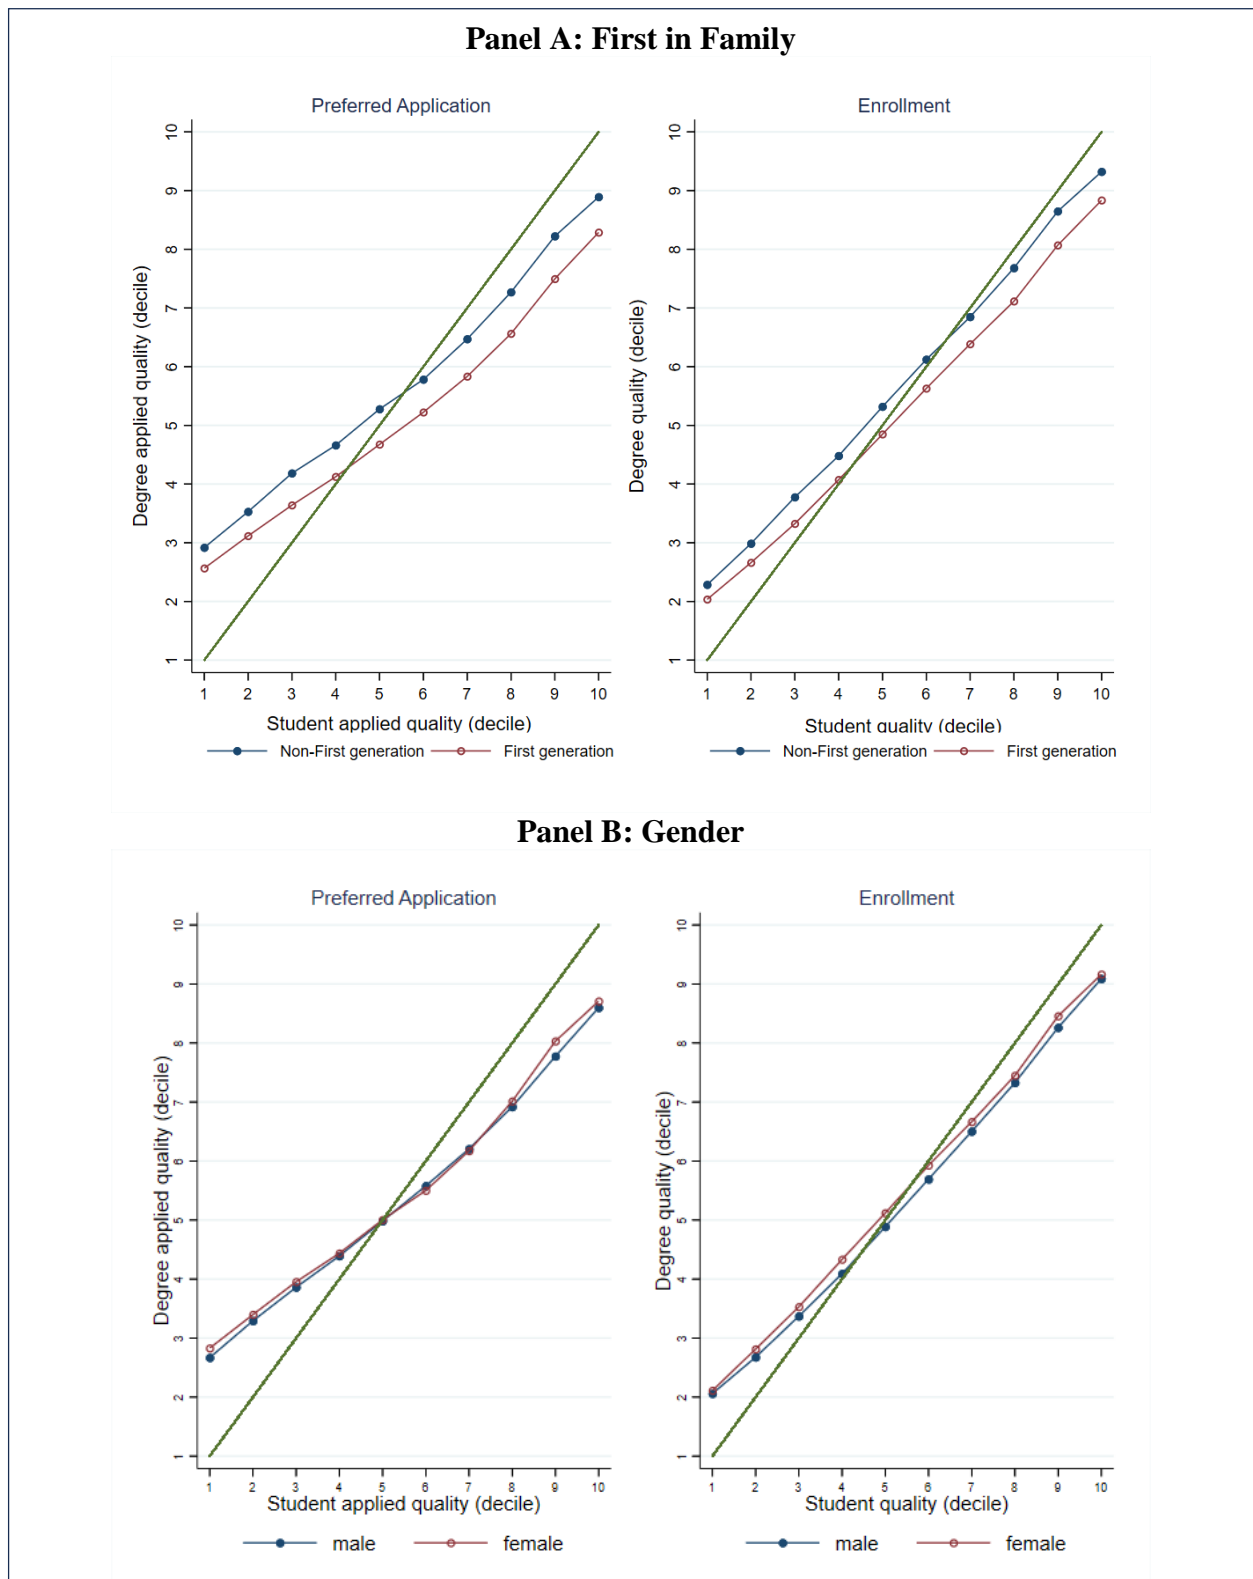 Panel A: First in Family
Preferred Application
Enrollment
Degree applied quality (decile)
10
9
8
7
6
5
4
3
2
1
1 2 3 4 5 6 7 8 9 10
Student applied quality (decile)
Non-First generation First generation
Degree quality (decile)
10
9
8
7
6
5
4
3
2
1
1 2 3 4 5 6 7 8 9 10
Student quality (decile)
Non-First generation First generation
Panel B: Gender
Preferred Application
Enrollment
Degree applied quality (decile)
10
9
8
7
6
5
4
3
2
1
1 2 3 4 5 6 7 8 9 10
Student applied quality (decile)
male female
Degree quality (decile)
10
9
8
7
6
5
4
3
2
1
1 2 3 4 5 6 7 8 9 10
Student quality (decile)
male female